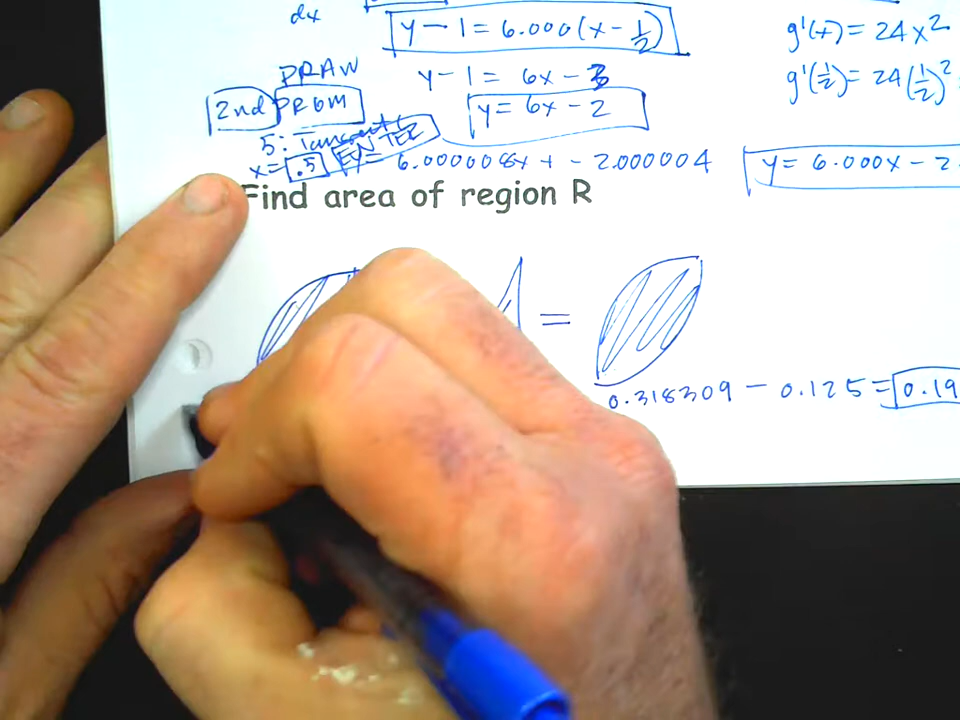 dx
y - 1 = 6.000(x - 1/2)
g'(x) = 24x²
DRAW
y - 1 = 6x - 3
g'(1/2) = 24(1/2)²
2nd PRGM
y = 6x - 2
5: Tangent(
x = .5 ENTER
y = 6.0000008x + -2.000004
y = 6.000x - 2.
Find area of region R
=
0.318309 - 0.125 = 0.19